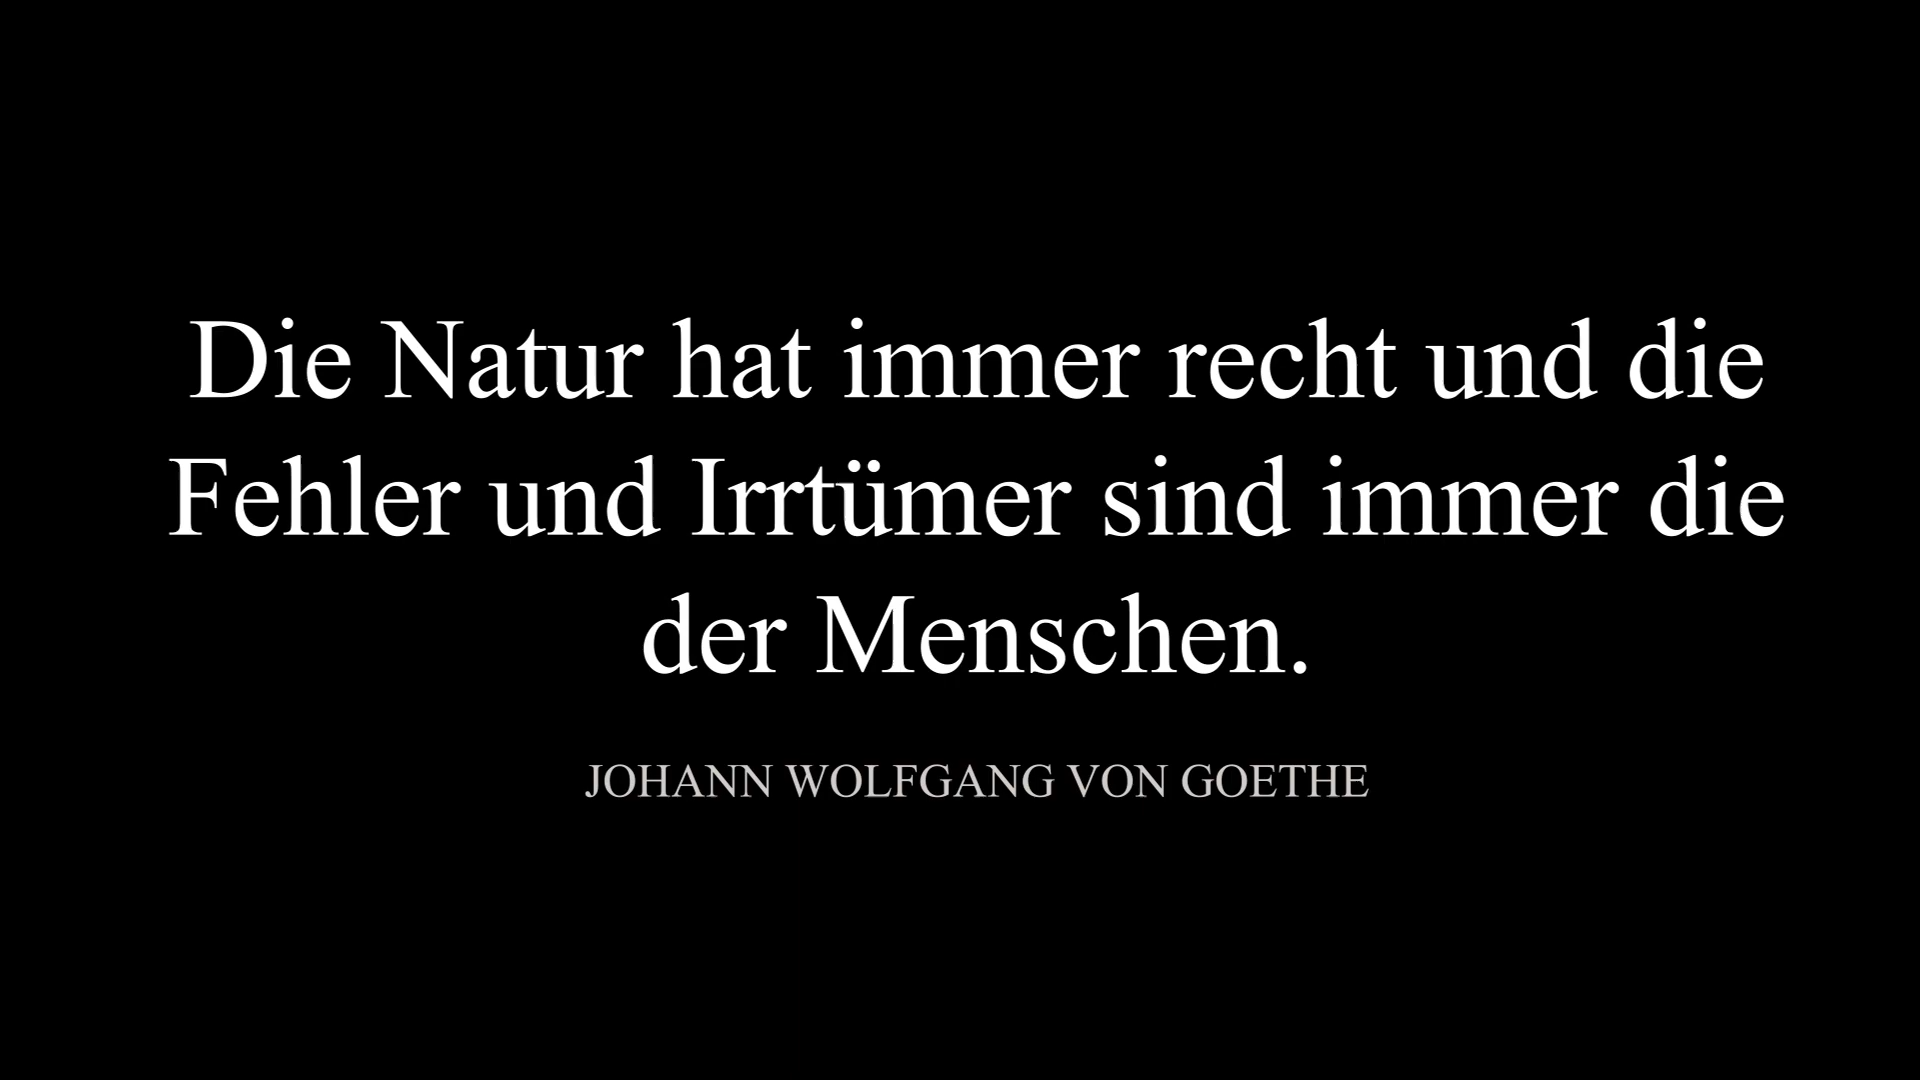 Die Natur hat immer recht und die
Fehler und Irrtümer sind immer die
der Menschen.
JOHANN WOLFGANG VON GOETHE